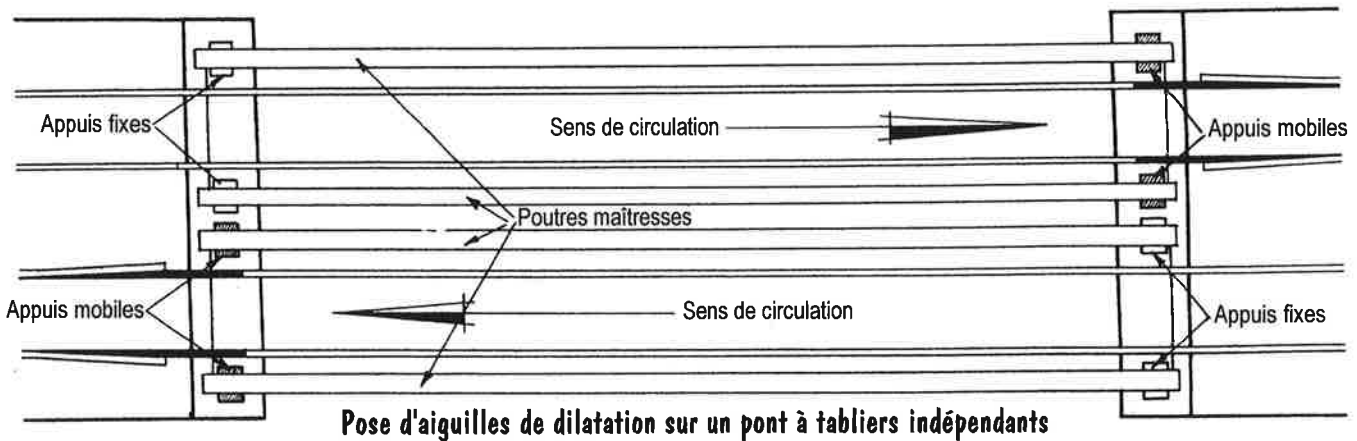 Appuis fixes
Sens de circulation
Appuis mobiles
Poutres maîtresses
Appuis mobiles
Sens de circulation
Appuis fixes
Pose d'aiguilles de dilatation sur un pont à tabliers indépendants